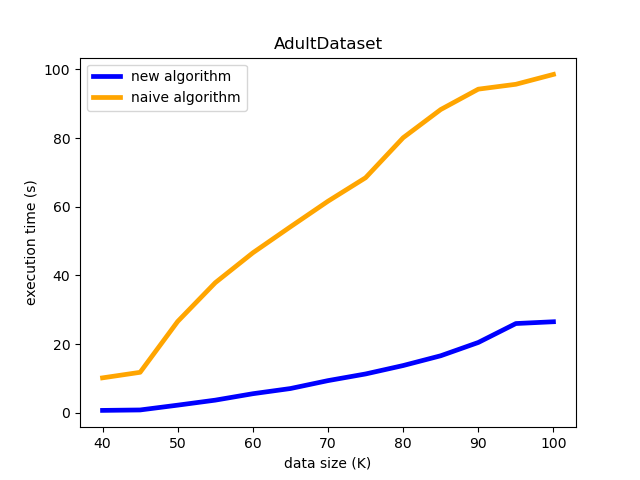 AdultDataset
new algorithm
naive algorithm
execution time (s)
100
80
60
40
20
0
40 50 60 70 80 90 100
data size (K)